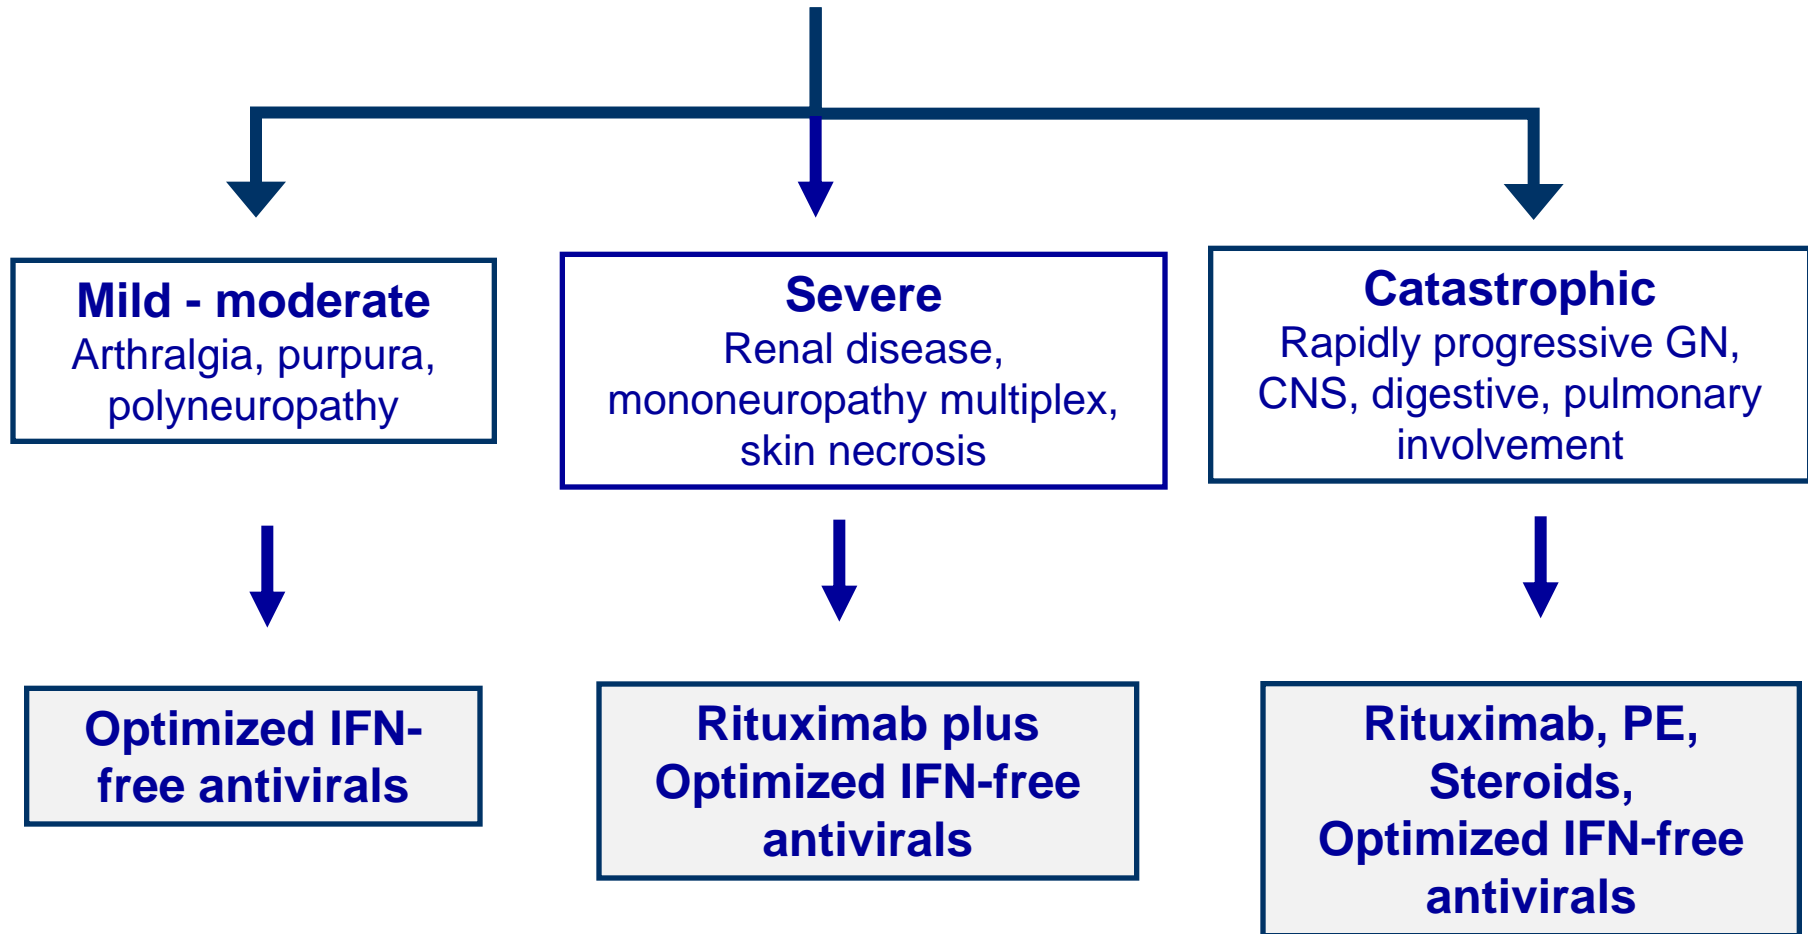 Mild - moderate
Arthralgia, purpura,
polyneuropathy
Severe
Renal disease,
mononeuropathy multiplex,
skin necrosis
Catastrophic
Rapidly progressive GN,
CNS, digestive, pulmonary
involvement
Optimized IFN-
free antivirals
Rituximab plus
Optimized IFN-free
antivirals
Rituximab, PE,
Steroids,
Optimized IFN-free
antivirals